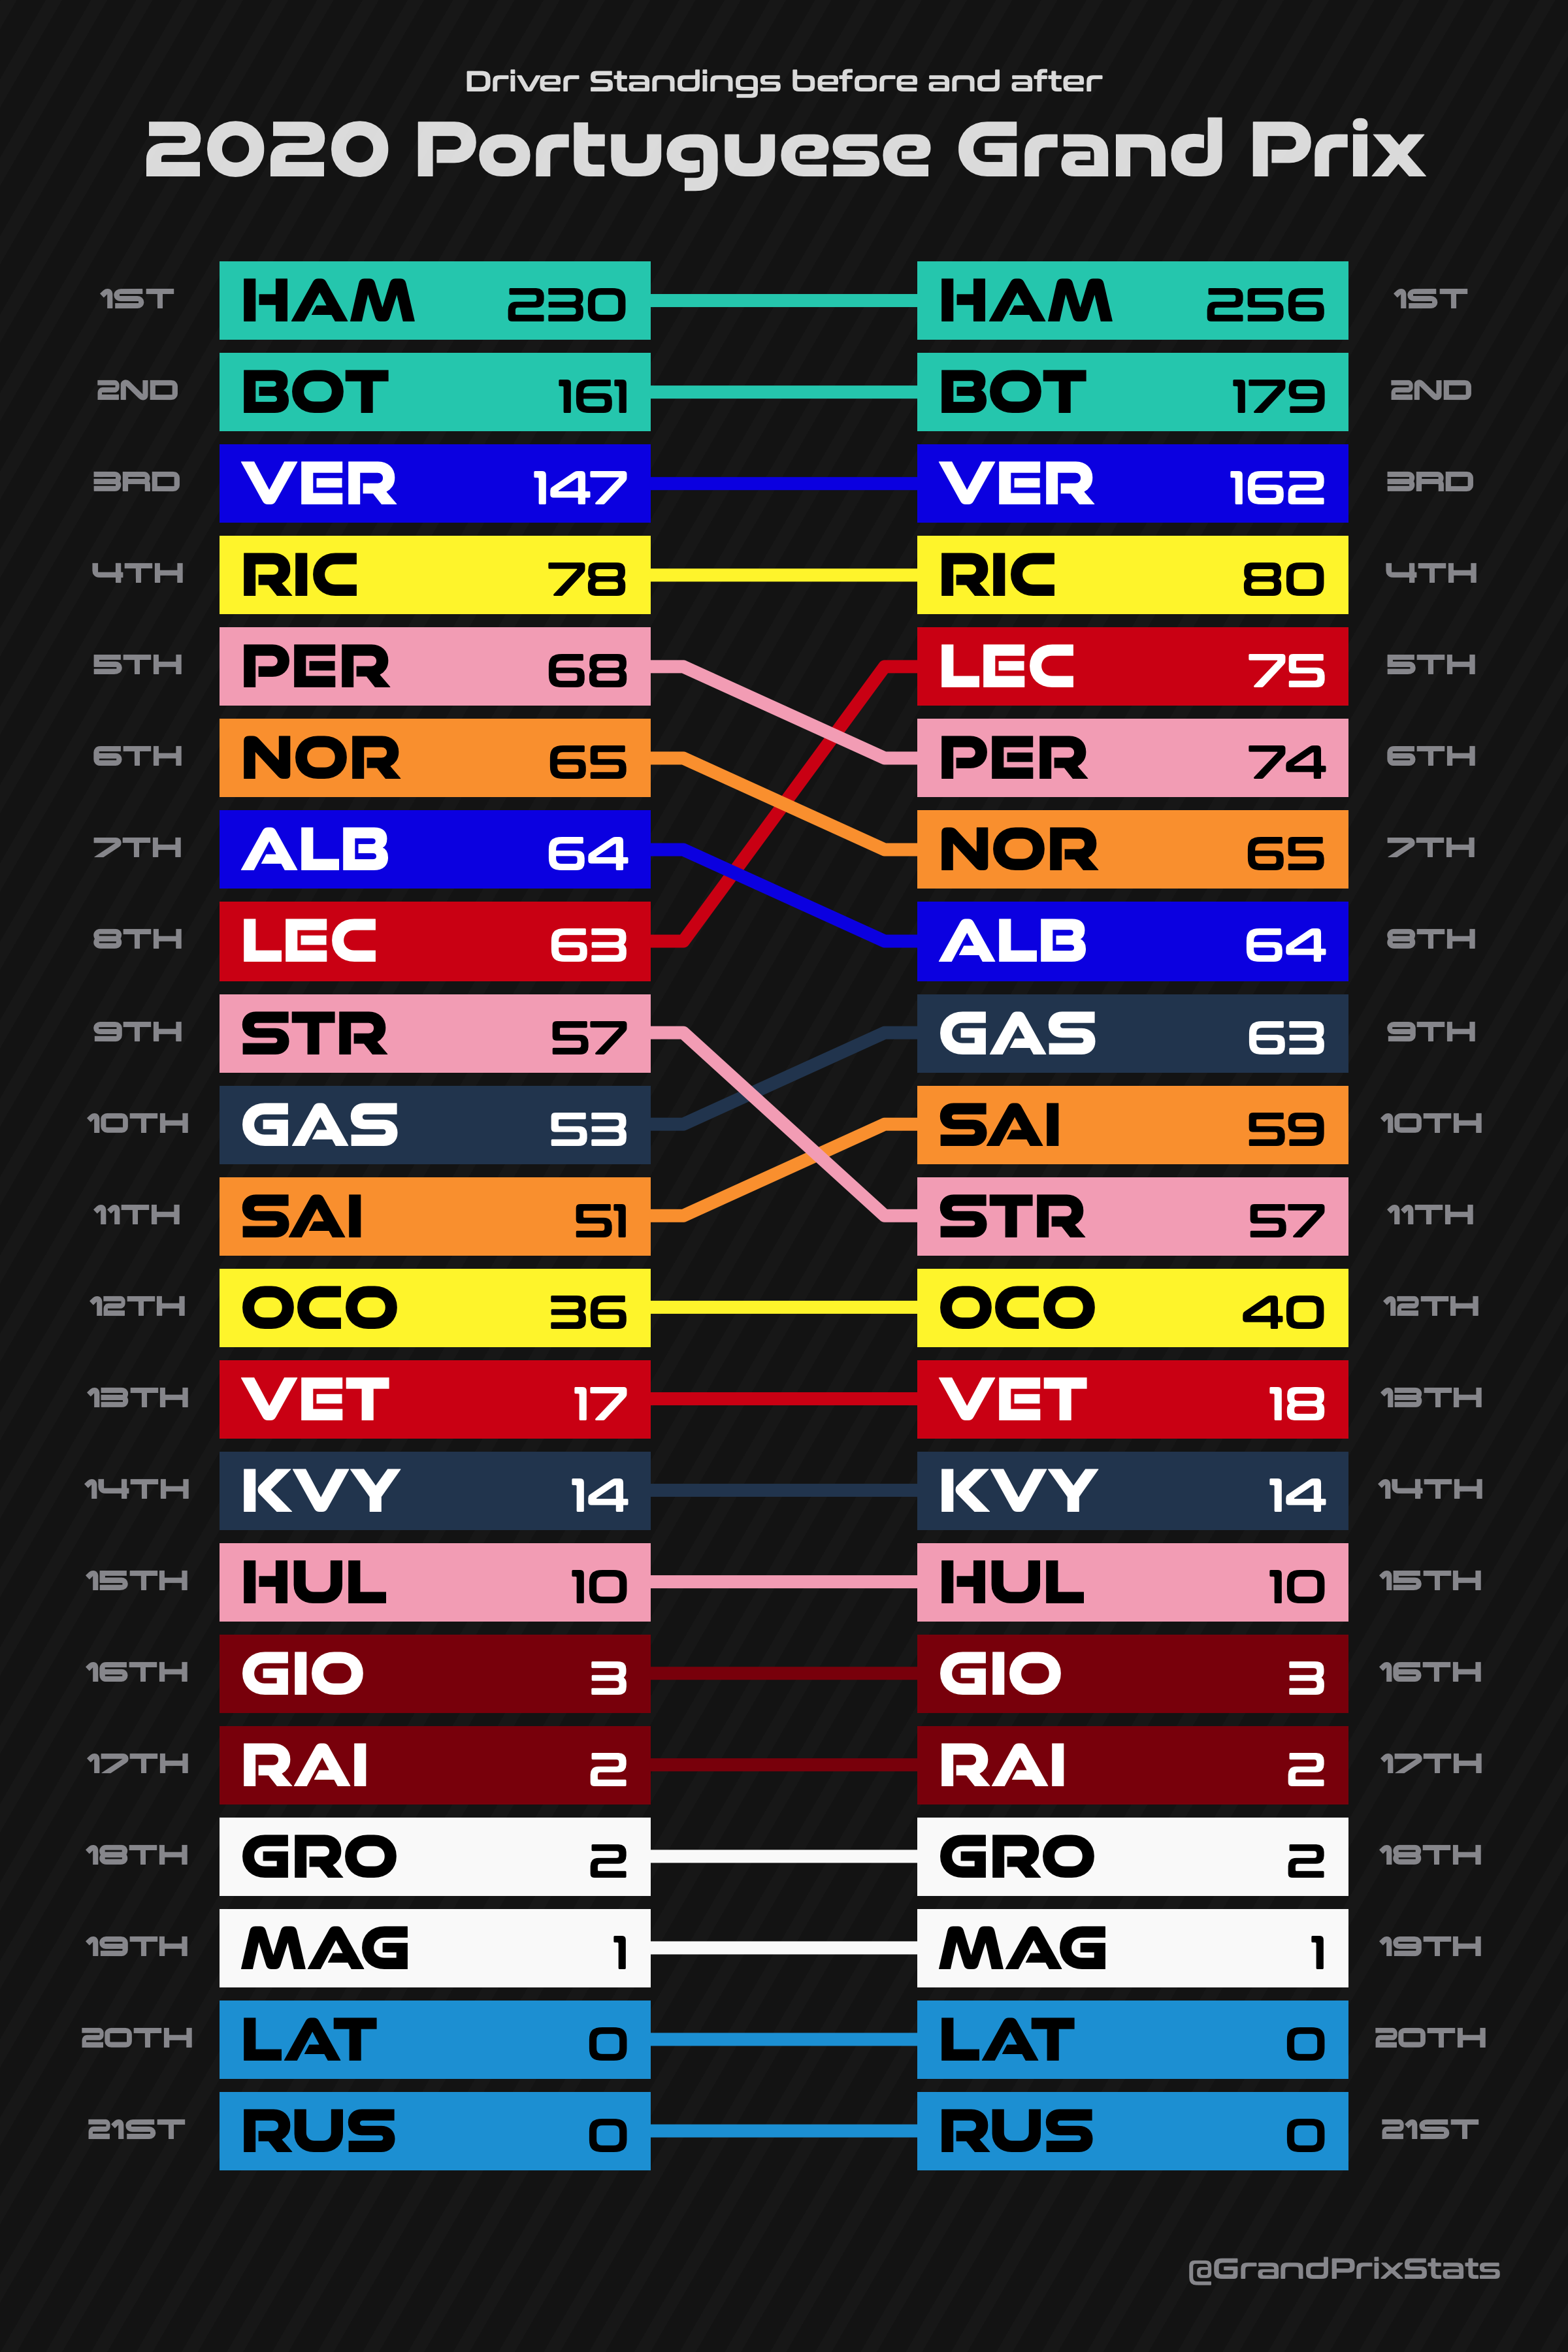 Driver Standings before and after
2020 Portuguese Grand Prix
1ST HAM 230 HAM 256 1ST
2ND BOT 161 BOT 179 2ND
3RD VER 147 VER 162 3RD
4TH RIC 78 RIC 80 4TH
5TH PER 68 LEC 75 5TH
6TH NOR 65 PER 74 6TH
7TH ALB 64 NOR 65 7TH
8TH LEC 63 ALB 64 8TH
9TH STR 57 GAS 63 9TH
10TH GAS 53 SAI 59 10TH
11TH SAI 51 STR 57 11TH
12TH OCO 36 OCO 40 12TH
13TH VET 17 VET 18 13TH
14TH KVY 14 KVY 14 14TH
15TH HUL 10 HUL 10 15TH
16TH GIO 3 GIO 3 16TH
17TH RAI 2 RAI 2 17TH
18TH GRO 2 GRO 2 18TH
19TH MAG 1 MAG 1 19TH
20TH LAT 0 LAT 0 20TH
21ST RUS 0 RUS 0 21ST
@GrandPrixStats